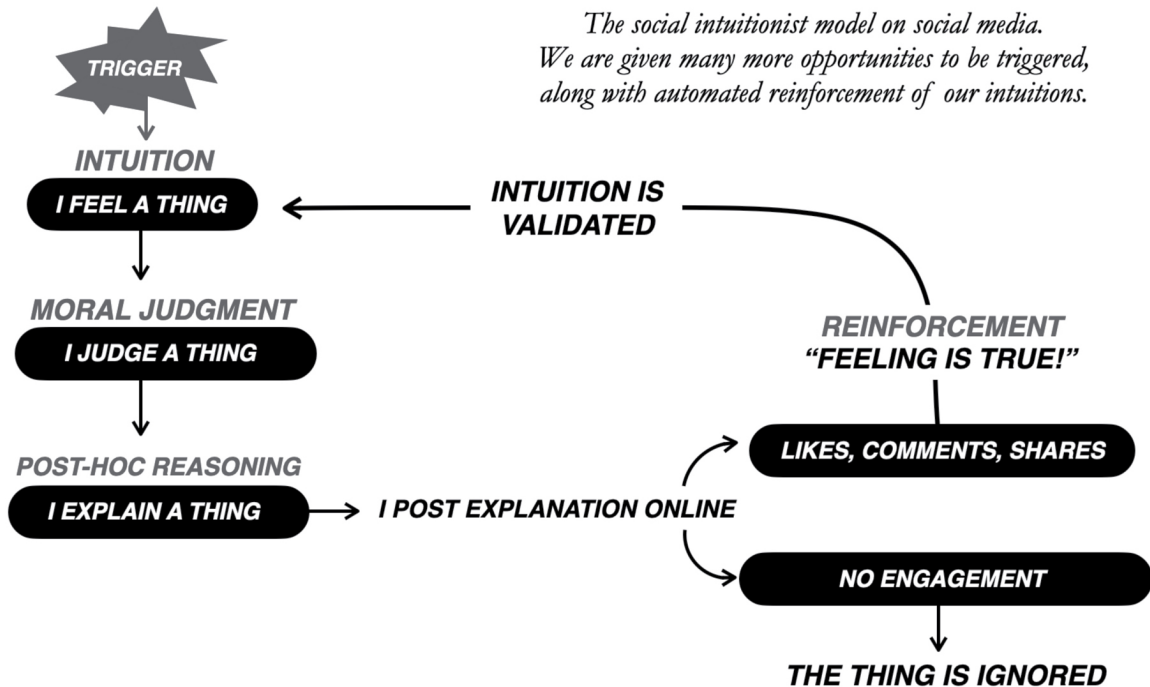 The social intuitionist model on social media.
We are given many more opportunities to be triggered,
along with automated reinforcement of our intuitions.
TRIGGER
INTUITION
I FEEL A THING
MORAL JUDGMENT
I JUDGE A THING
POST-HOC REASONING
I EXPLAIN A THING
I POST EXPLANATION ONLINE
LIKES, COMMENTS, SHARES
REINFORCEMENT
“FEELING IS TRUE!”
INTUITION IS
VALIDATED
NO ENGAGEMENT
THE THING IS IGNORED